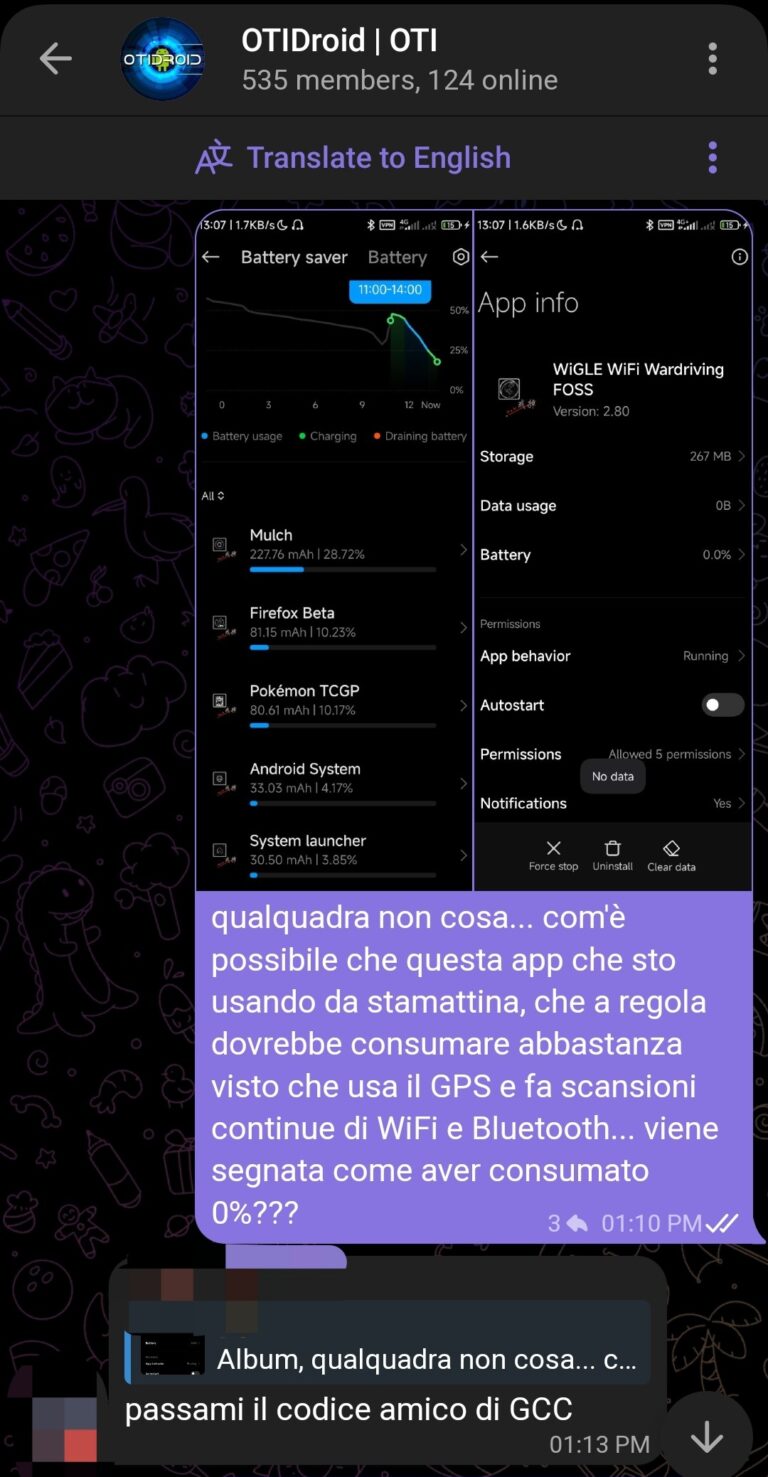 OTIDROID
OTIDroid | OTI
535 members, 124 online
Translate to English
13:07 | 1.7KB/s
VPN
4G
15
Battery saver
Battery
11:00-14:00
50%
25%
0%
0 3 6 9 12 Now
Battery usage
Charging
Draining battery
All
Mulch
227.76 mAh | 28.72%
Firefox Beta
81.15 mAh | 10.23%
Pokémon TCGP
80.61 mAh | 10.17%
Android System
33.03 mAh | 4.17%
System launcher
30.50 mAh | 3.85%
13:07 | 1.6KB/s
VPN
4G+
15
App info
WiGLE WiFi Wardriving
FOSS
Version: 2.80
Storage 267 MB
Data usage 0B
Battery 0.0%
Permissions
App behavior Running
Autostart
Permissions Allowed 5 permissions
No data
Notifications Yes
Force stop
Uninstall
Clear data
qualquadra non cosa... com'è
possibile che questa app che sto
usando da stamattina, che a regola
dovrebbe consumare abbastanza
visto che usa il GPS e fa scansioni
continue di WiFi e Bluetooth... viene
segnata come aver consumato
0%???
3 01:10 PM
Album, qualquadra non cosa... c...
passami il codice amico di GCC
01:13 PM